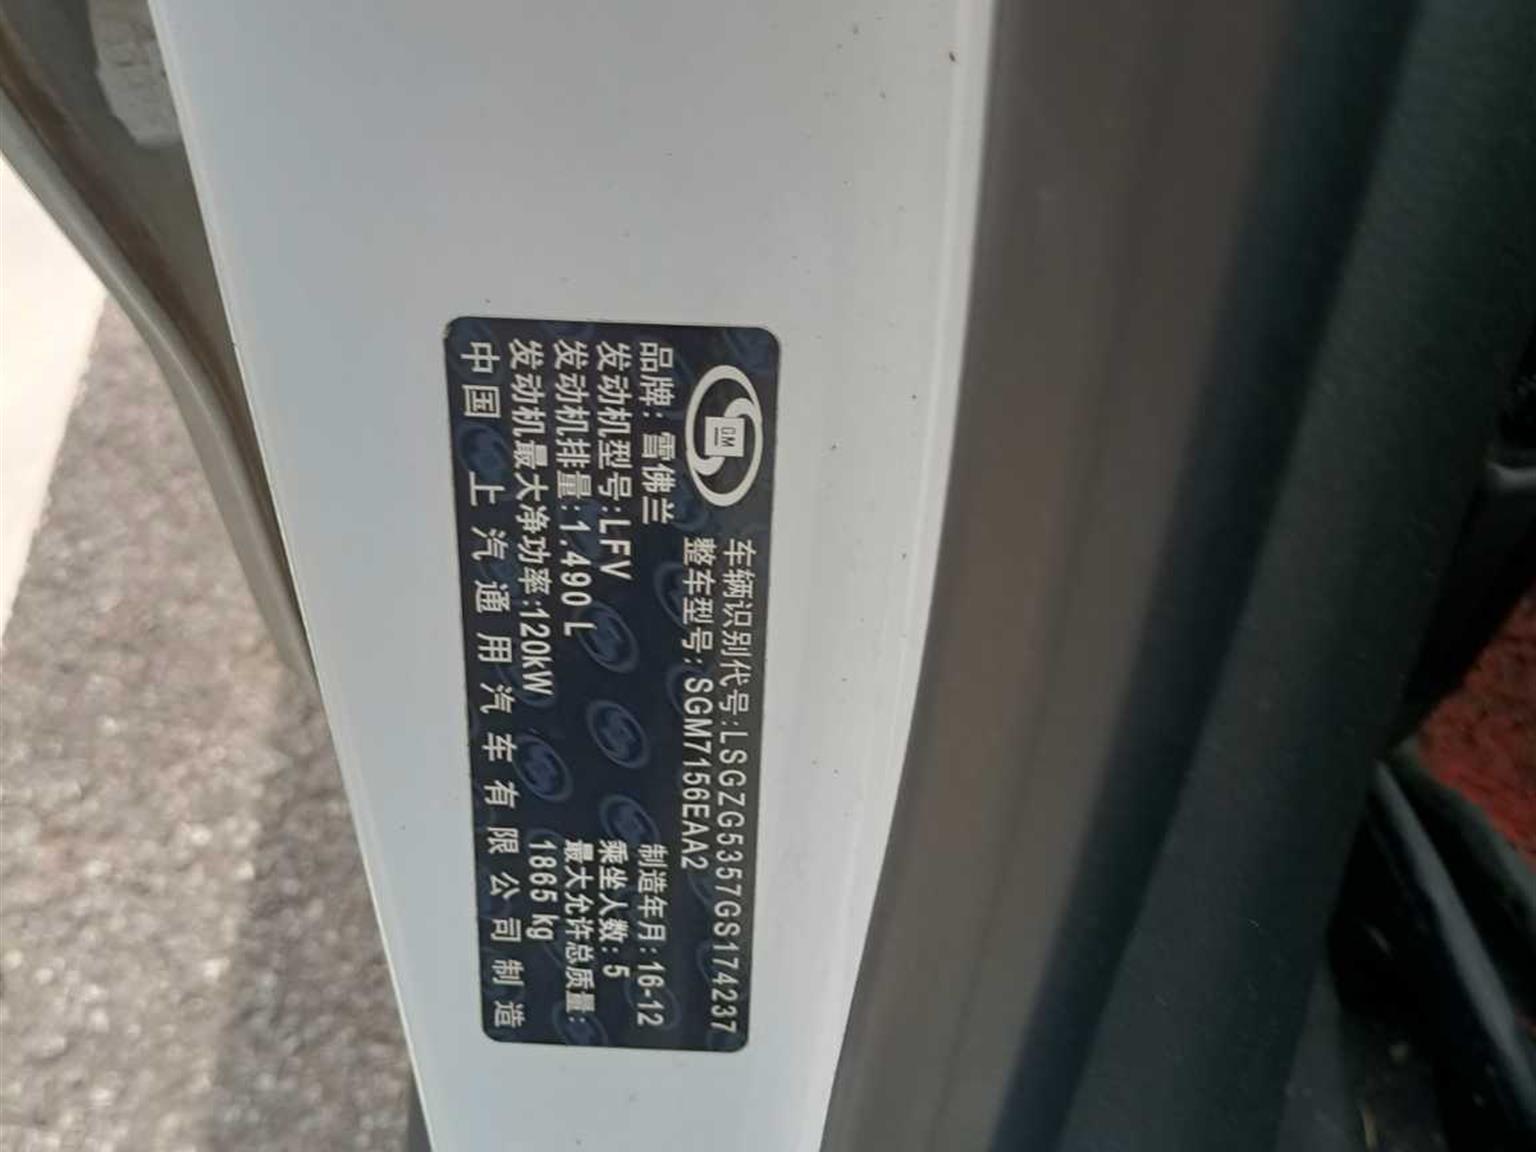 GM
车辆识别代号:LSGZG5357GS174237
整车型号:SGM7156EAA2
品牌:雪佛兰
制造年月:16-12
发动机型号:LFV
乘坐人数:5
发动机排量:1.490 L
最大允许总质量:
发动机最大净功率:120kW
1865 kg
中国 上汽通用汽车有限公司制造